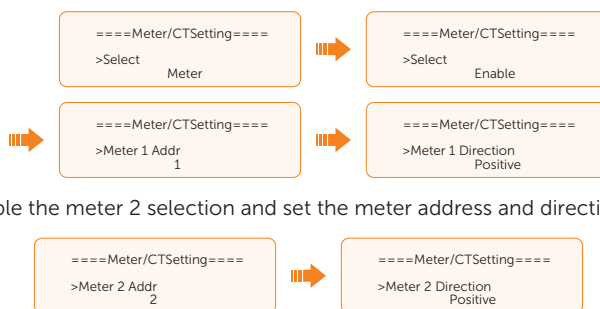 ====Meter/CTSetting====
>Select
Meter
====Meter/CTSetting====
>Select
Enable
====Meter/CTSetting====
>Meter 1 Addr
1
====Meter/CTSetting====
>Meter 1 Direction
Positive
the meter 2 selection and set the meter address and
====Meter/CTSetting====
>Meter 2 Addr
2
====Meter/CTSetting====
>Meter 2 Direction
Positive